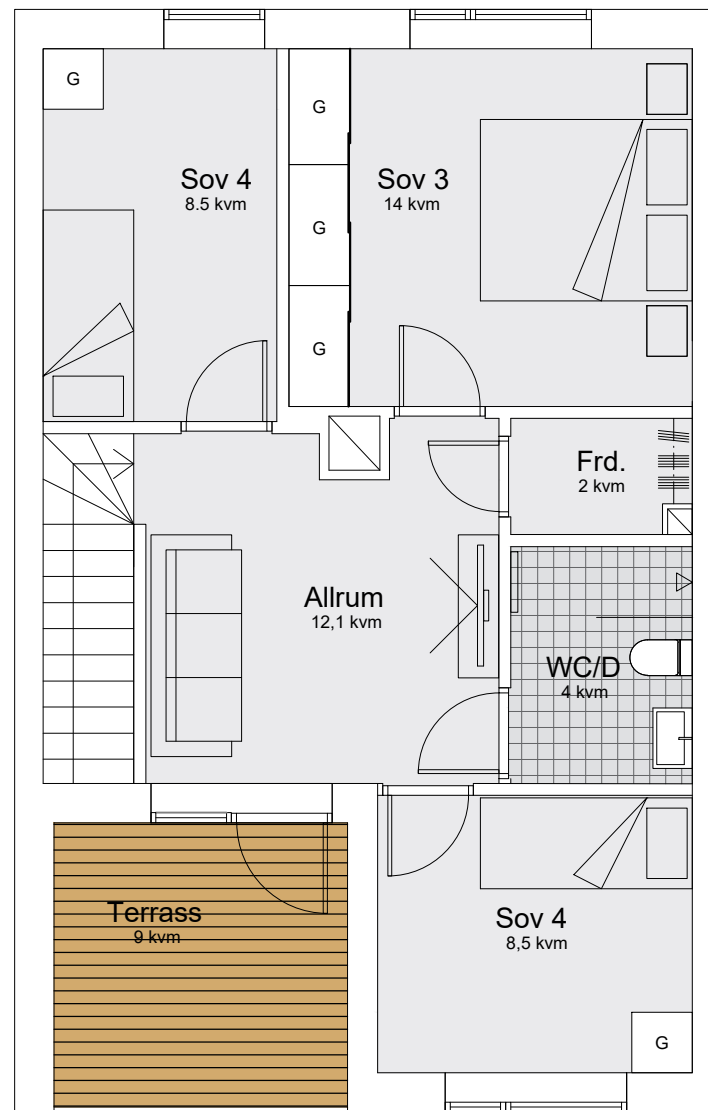 G
G
Sov 4
8.5 kvm
Sov 3
14 kvm
G
G
Frd.
2 kvm
Allrum
12,1 kvm
WC/D
4 kvm
Terrass
9 kvm
Sov 4
8,5 kvm
G